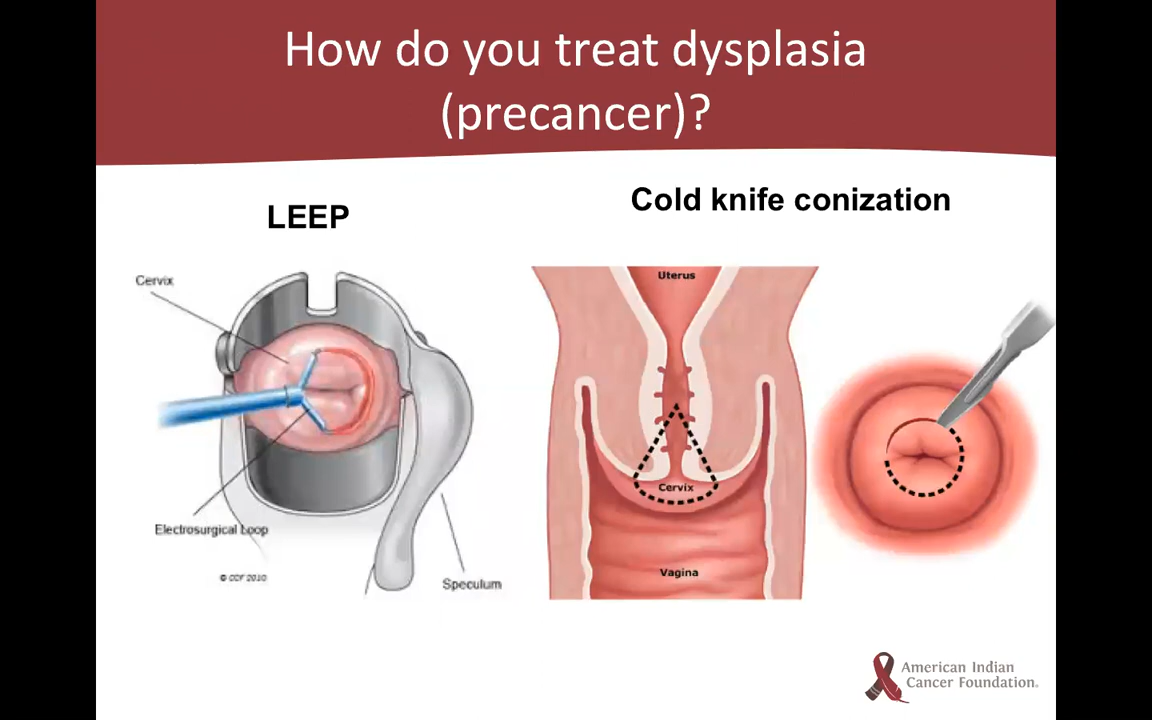 How do you treat dysplasia
(precancer)?
LEEP
Cervix
Electrosurgical Loop
© CCF 2010
Speculum
Cold knife conization
Uterus
Cervix
Vagina
American Indian
Cancer Foundation.